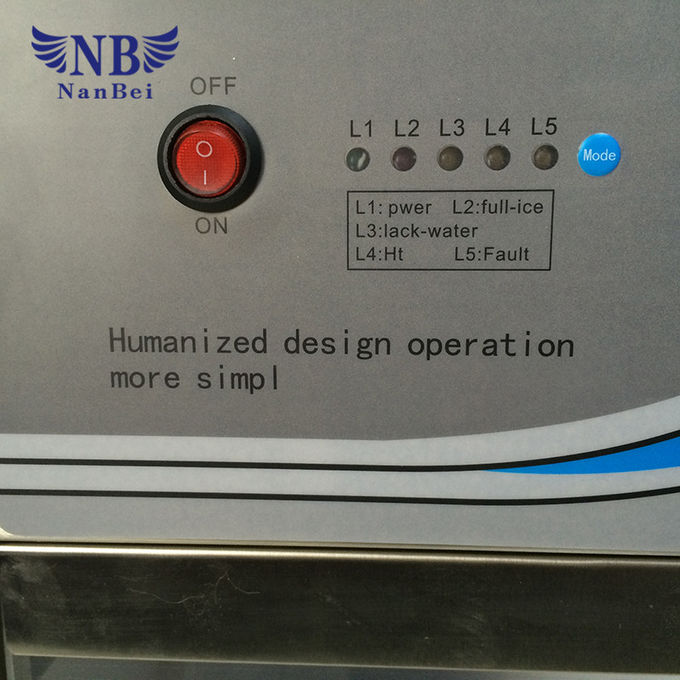 NB
NanBei
OFF
ON
L1 L2 L3 L4 L5
Mode
L1: pwer L2:full-ice
L3:lack-water
L4:Ht L5:Fault
Humanized design operation
more simpl